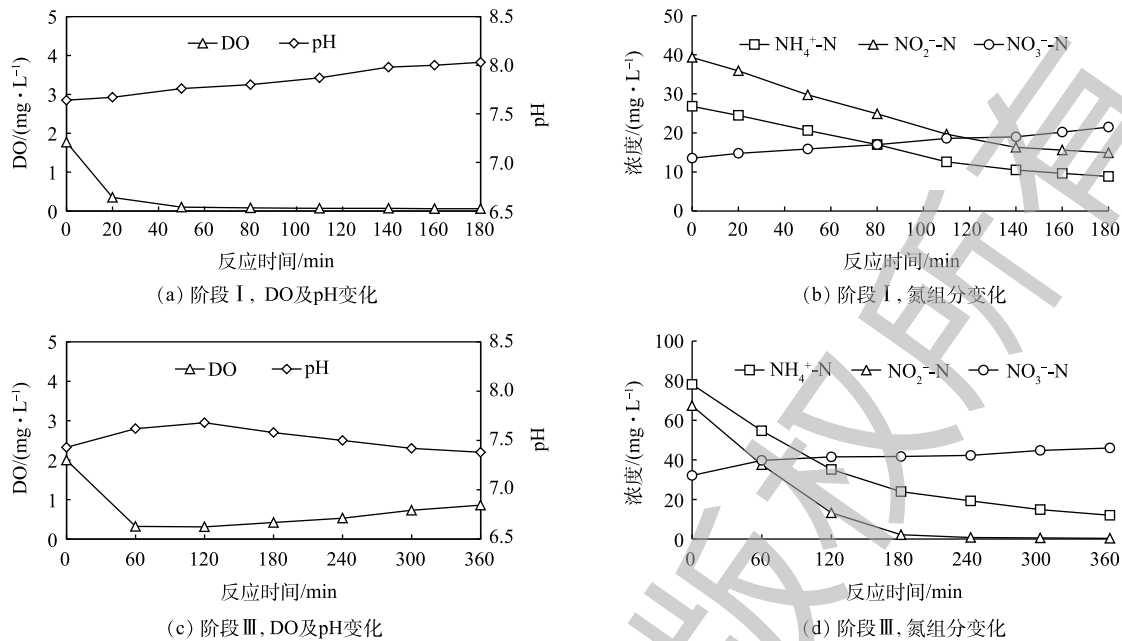 DO pH
DO/(mg·L⁻¹)
5
4
3
2
1
0
8.5
8.0
7.5
7.0
6.5
pH
0 20 40 60 80 100 120 140 160 180
反应时间/min
(a) 阶段Ⅰ, DO及pH变化
NH₄⁺-N NO₂⁻-N NO₃⁻-N
浓度/(mg·L⁻¹)
50
40
30
20
10
0
0 20 40 60 80 100 120 140 160 180
反应时间/min
(b) 阶段Ⅰ, 氮组分变化
DO pH
DO/(mg·L⁻¹)
5
4
3
2
1
0
8.5
8.0
7.5
7.0
6.5
pH
0 60 120 180 240 300 360
反应时间/min
(c) 阶段Ⅲ, DO及pH变化
NH₄⁺-N NO₂⁻-N NO₃⁻-N
浓度/(mg·L⁻¹)
100
80
60
40
20
0
0 60 120 180 240 300 360
反应时间/min
(d) 阶段Ⅲ, 氮组分变化
版权所有